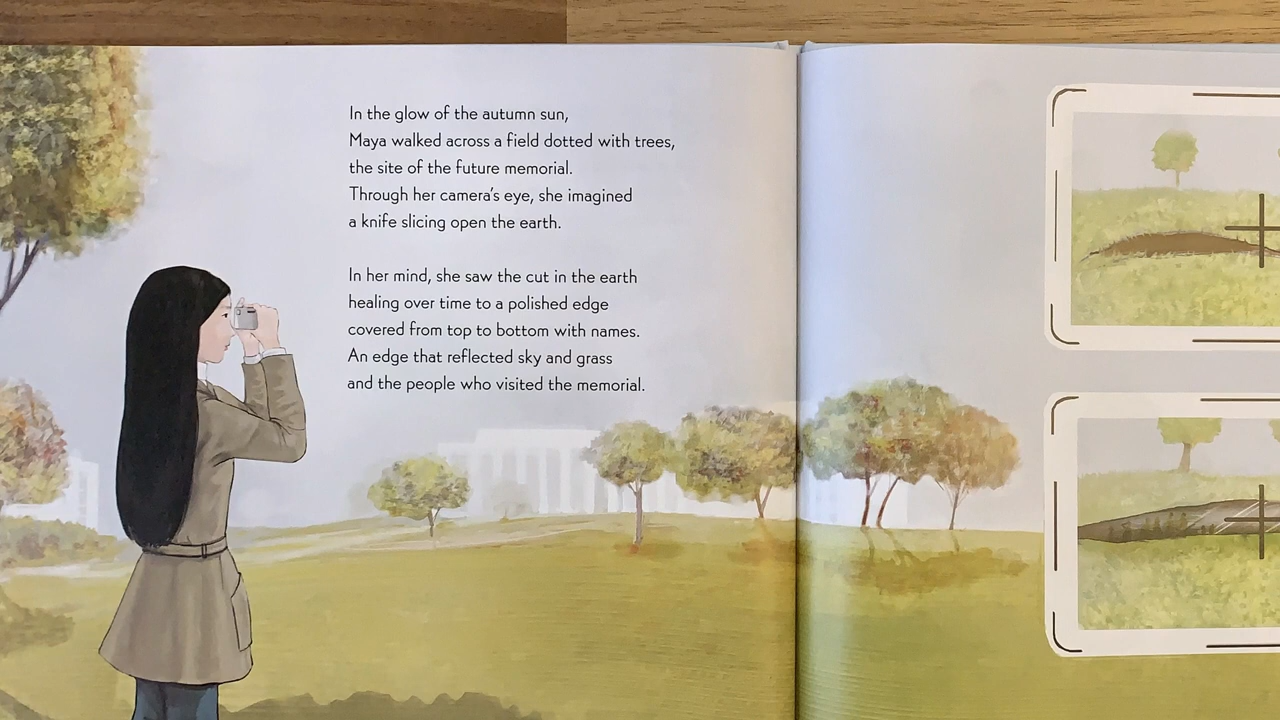 In the glow of the autumn sun,
Maya walked across a field dotted with trees,
the site of the future memorial.
Through her camera's eye, she imagined
a knife slicing open the earth.
In her mind, she saw the cut in the earth
healing over time to a polished edge
covered from top to bottom with names.
An edge that reflected sky and grass
and the people who visited the memorial.